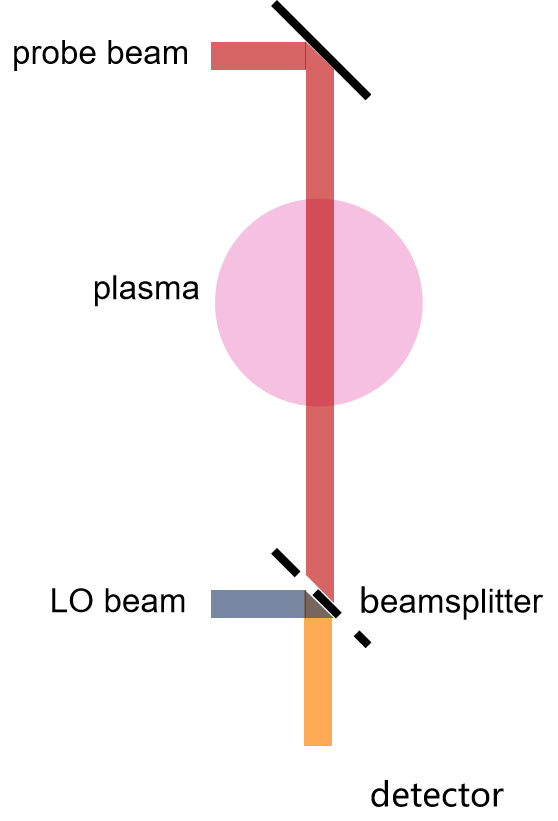 probe beam
plasma
LO beam
beamsplitter
detector